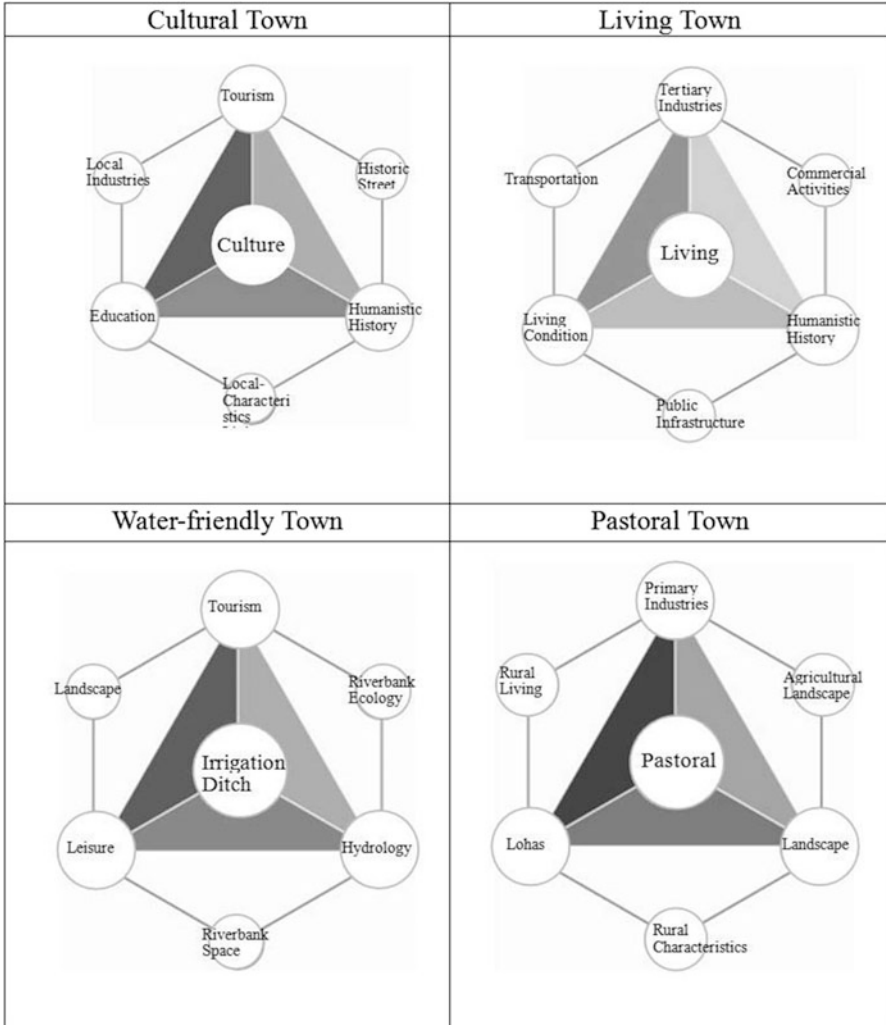 Cultural Town
Tourism
Local
Industries
Historic
Street
Culture
Education
Humanistic
History
Local-
Characteri
stics
Living Town
Tertiary
Industries
Transportation
Commercial
Activities
Living
Living
Condition
Humanistic
History
Public
Infrastructure
Water-friendly Town
Tourism
Landscape
Riverbank
Ecology
Irrigation
Ditch
Leisure
Hydrology
Riverbank
Space
Pastoral Town
Primary
Industries
Rural
Living
Agricultural
Landscape
Pastoral
Lohas
Landscape
Rural
Characteristics